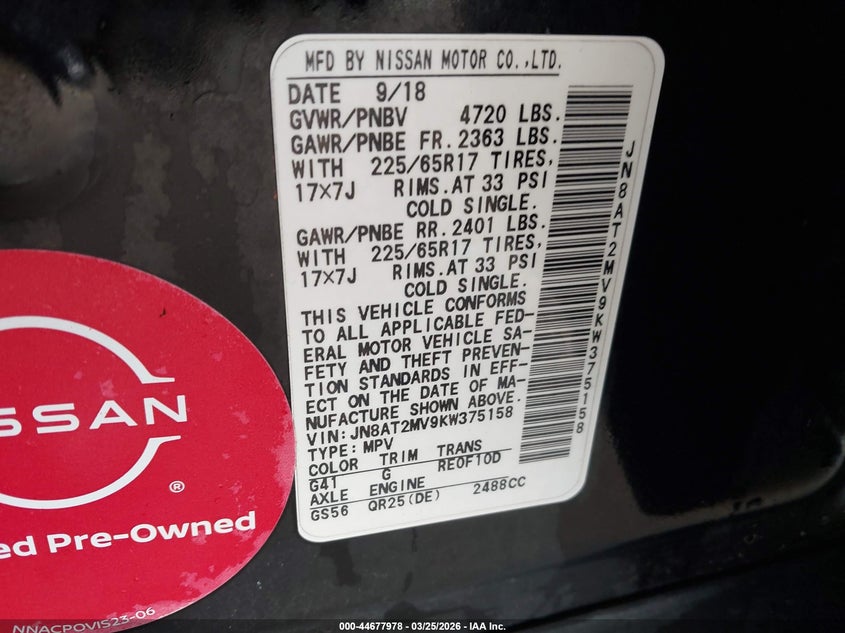 MFD BY NISSAN MOTOR CO.,LTD.
DATE 9/18
GVWR/PNBV 4720 LBS.
GAWR/PNBE FR. 2363 LBS.
WITH 225/65R17 TIRES,
17×7J RIMS. AT 33 PSI
COLD SINGLE.
GAWR/PNBE RR. 2401 LBS.
WITH 225/65R17 TIRES,
17×7J RIMS. AT 33 PSI
COLD SINGLE.
THIS VEHICLE CONFORMS
TO ALL APPLICABLE FED-
ERAL MOTOR VEHICLE SA-
FETY AND THEFT PREVEN-
TION STANDARDS IN EFF-
ECT ON THE DATE OF MA-
NUFACTURE SHOWN ABOVE.
VIN: JN8AT2MV9KW375158
TYPE: MPV
COLOR TRIM TRANS
G41 G RE0F10D
AXLE ENGINE
GS56 QR25(DE) 2488CC
JN8AT2MV9KW375158
ISSAN
®
ed Pre-Owned
NNACPOVIS23-06
000-44677978 | 03/25/2026 - IAA Inc.